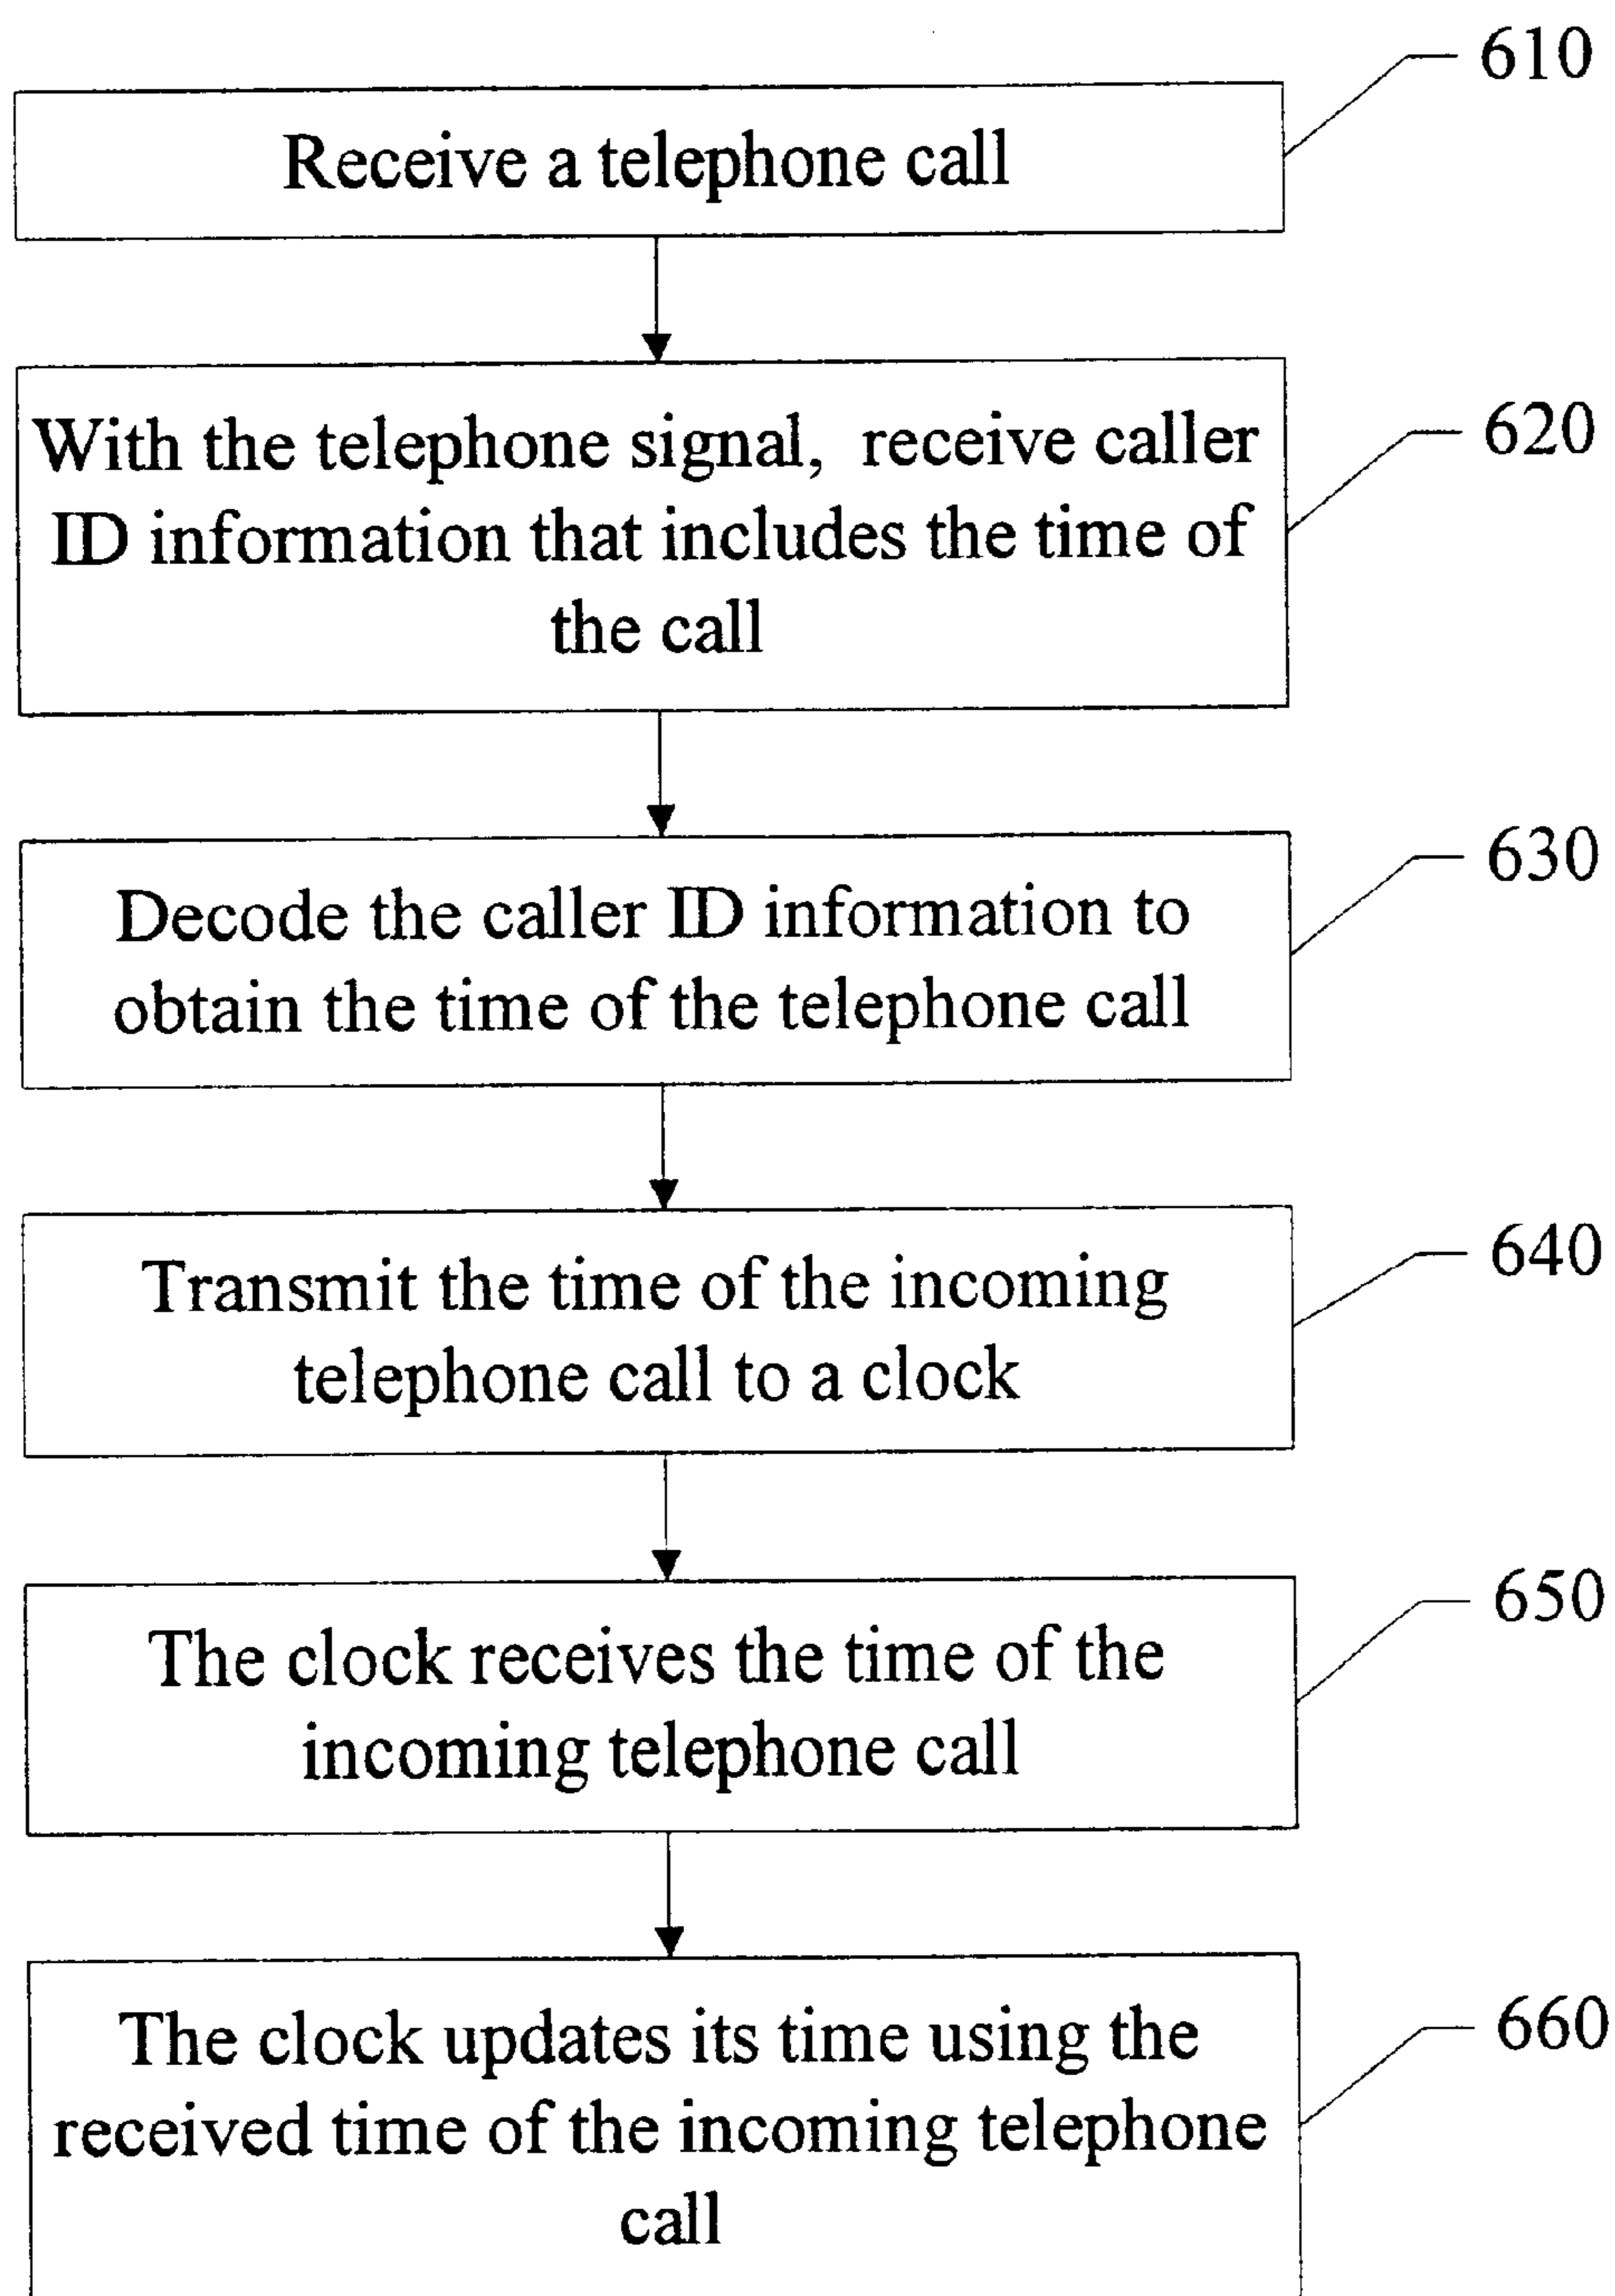 610
Receive a telephone call
620
With the telephone signal, receive caller
ID information that includes the time of
the call
630
Decode the caller ID information to
obtain the time of the telephone call
640
Transmit the time of the incoming
telephone call to a clock
650
The clock receives the time of the
incoming telephone call
660
The clock updates its time using the
received time of the incoming telephone
call